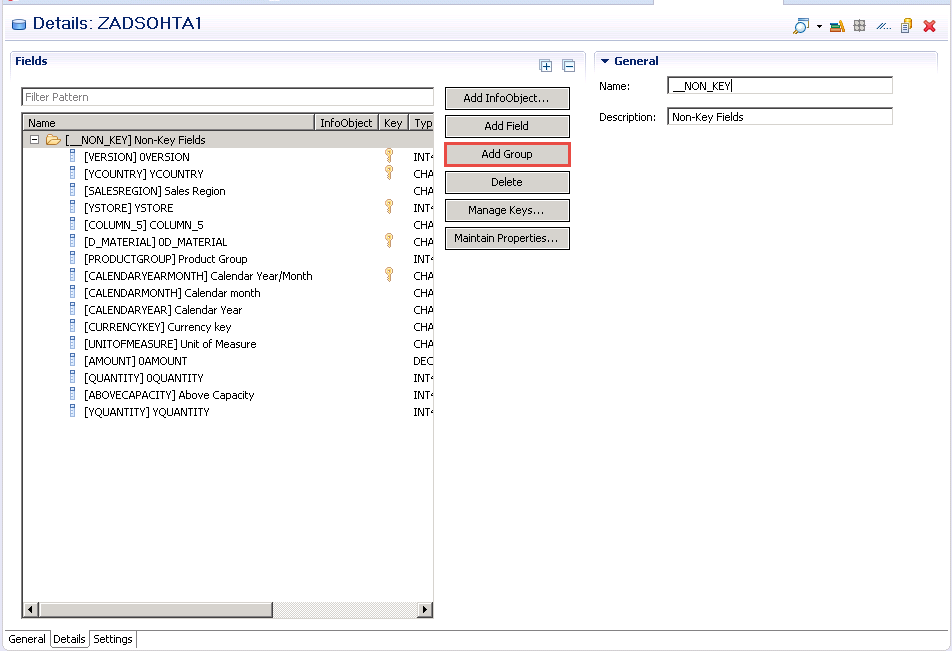 Details: ZADSOHTA1
Fields
Filter Pattern
Name InfoObject Key Typ
[__NON_KEY] Non-Key Fields
[VERSION] 0VERSION INT4
[YCOUNTRY] YCOUNTRY CHA
[SALESREGION] Sales Region CHA
[YSTORE] YSTORE INT4
[COLUMN_5] COLUMN_5 CHA
[D_MATERIAL] 0D_MATERIAL CHA
[PRODUCTGROUP] Product Group INT4
[CALENDARYEARMONTH] Calendar Year/Month CHA
[CALENDARMONTH] Calendar month CHA
[CALENDARYEAR] Calendar Year CHA
[CURRENCYKEY] Currency key CHA
[UNITOFMEASURE] Unit of Measure CHA
[AMOUNT] 0AMOUNT DEC
[QUANTITY] 0QUANTITY INT4
[ABOVECAPACITY] Above Capacity INT4
[YQUANTITY] YQUANTITY INT4
Add InfoObject...
Add Field
Add Group
Delete
Manage Keys...
Maintain Properties...
General
Name: __NON_KEY
Description: Non-Key Fields
General Details Settings